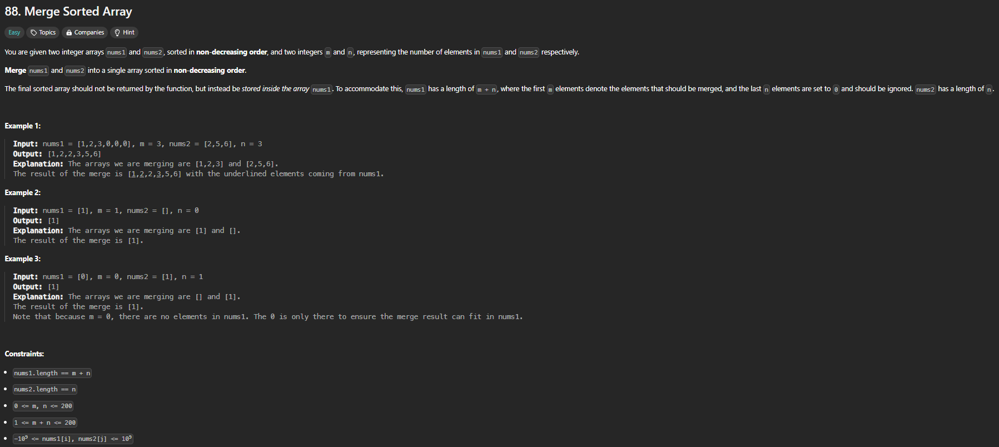 88. Merge Sorted Array
Easy Topics Companies Hint
You are given two integer arrays nums1 and nums2, sorted in non-decreasing order, and two integers m and n, representing the number of elements in nums1 and nums2 respectively.
Merge nums1 and nums2 into a single array sorted in non-decreasing order.
The final sorted array should not be returned by the function, but instead be stored inside the array nums1. To accommodate this, nums1 has a length of m + n, where the first m elements denote the elements that should be merged, and the last n elements are set to 0 and should be ignored. nums2 has a length of n.
Example 1:
Input: nums1 = [1,2,3,0,0,0], m = 3, nums2 = [2,5,6], n = 3
Output: [1,2,2,3,5,6]
Explanation: The arrays we are merging are [1,2,3] and [2,5,6].
The result of the merge is [1,2,2,3,5,6] with the underlined elements coming from nums1.
Example 2:
Input: nums1 = [1], m = 1, nums2 = [], n = 0
Output: [1]
Explanation: The arrays we are merging are [1] and [].
The result of the merge is [1].
Example 3:
Input: nums1 = [0], m = 0, nums2 = [1], n = 1
Output: [1]
Explanation: The arrays we are merging are [] and [1].
The result of the merge is [1].
Note that because m = 0, there are no elements in nums1. The 0 is only there to ensure the merge result can fit in nums1.
Constraints:
• nums1.length == m + n
• nums2.length == n
• 0 <= m, n <= 200
• 1 <= m + n <= 200
• -10⁹ <= nums1[i], nums2[j] <= 10⁹